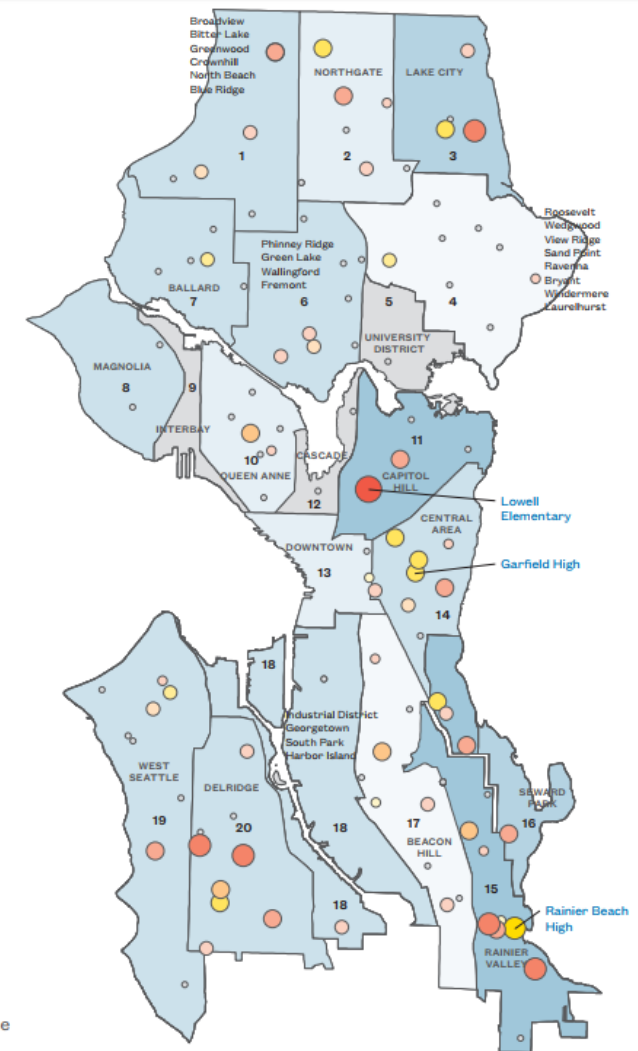 Broadview
Bitter Lake
Greenwood
Crownhill
North Beach
Blue Ridge
NORTHGATE
LAKE CITY
1
2
3
Roosevelt
Wedgwood
View Ridge
Sand Point
Ravenna
Bryant
Windermere
Laurelhurst
Phinney Ridge
Green Lake
Wallingford
Fremont
BALLARD
7
6
5
4
UNIVERSITY
DISTRICT
MAGNOLIA
8
9
INTERBAY
10
QUEEN ANNE
CASCADE
12
11
CAPITOL
HILL
Lowell
Elementary
CENTRAL
AREA
DOWNTOWN
13
Garfield High
14
18
Industrial District
Georgetown
South Park
Harbor Island
WEST
SEATTLE
19
DELRIDGE
20
18
17
BEACON
HILL
SEWARD
PARK
16
15
18
Rainier Beach
High
RAINIER
VALLEY
e